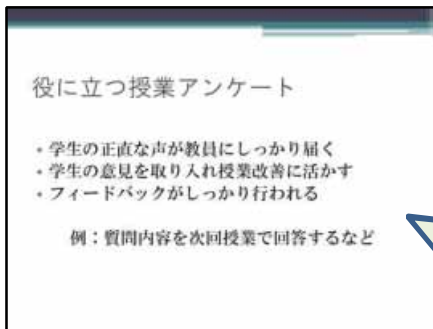 役に立つ授業アンケート
・学生の正直な声が教員にしっかり届く
・学生の意見を取り入れ授業改善に活かす
・フィードバックがしっかり行われる
例：質問内容を次回授業で回答するなど